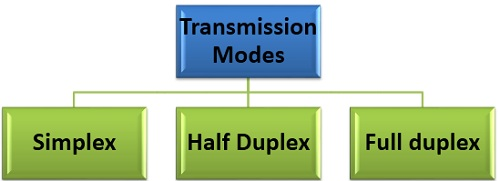 Transmission
Modes
Simplex
Half Duplex
Full duplex